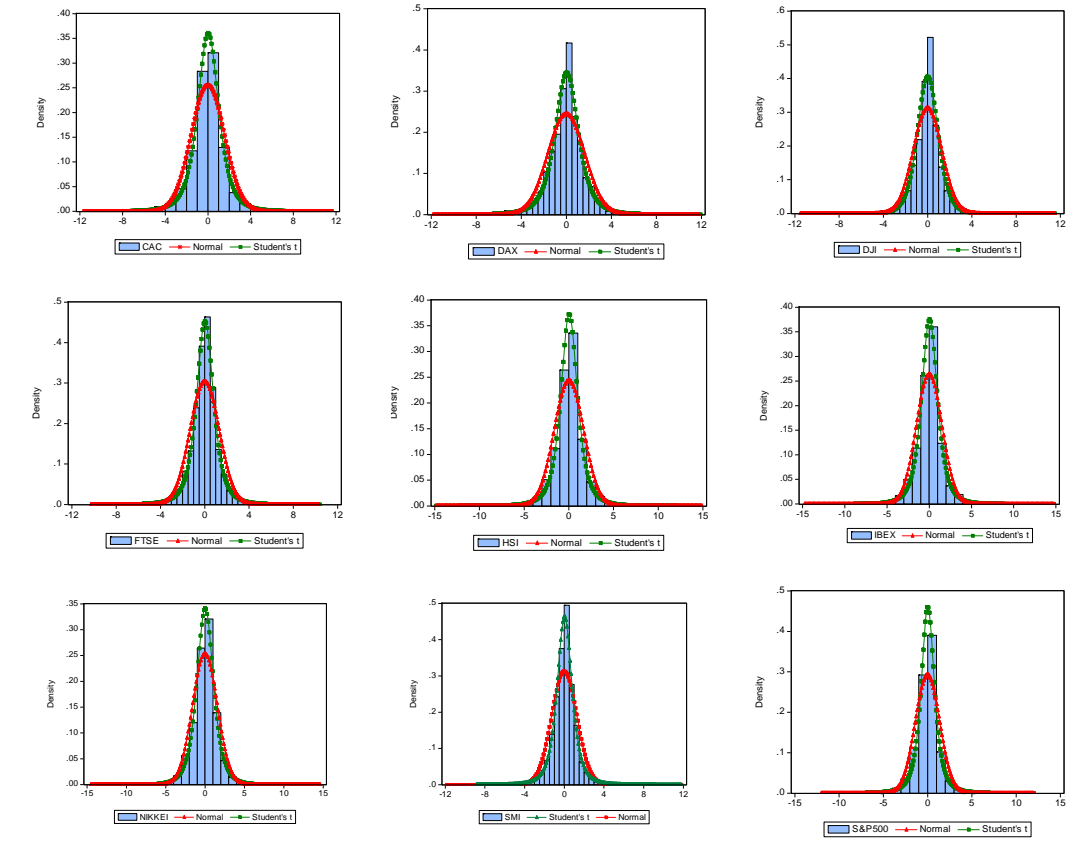 .40
.35
.30
.25
.20
.15
.10
.05
.00
Density
-12 -8 -4 0 4 8 12
CAC Normal Student's t
.5
.4
.3
.2
.1
.0
Density
-12 -8 -4 0 4 8 12
DAX Normal Student's t
.6
.5
.4
.3
.2
.1
.0
Density
-12 -8 -4 0 4 8 12
DJI Normal Student's t
.5
.4
.3
.2
.1
.0
Density
-12 -8 -4 0 4 8 12
FTSE Normal Student's t
.40
.35
.30
.25
.20
.15
.10
.05
.00
Density
-15 -10 -5 0 5 10 15
HSI Normal Student's t
.40
.35
.30
.25
.20
.15
.10
.05
.00
Density
-15 -10 -5 0 5 10 15
IBEX Normal Student's t
.35
.30
.25
.20
.15
.10
.05
.00
Density
-15 -10 -5 0 5 10 15
NIKKEI Normal Student's t
.5
.4
.3
.2
.1
.0
Density
-12 -8 -4 0 4 8 12
SMI Student's t Normal
.5
.4
.3
.2
.1
.0
Density
-15 -10 -5 0 5 10 15
S&P500 Normal Student's t